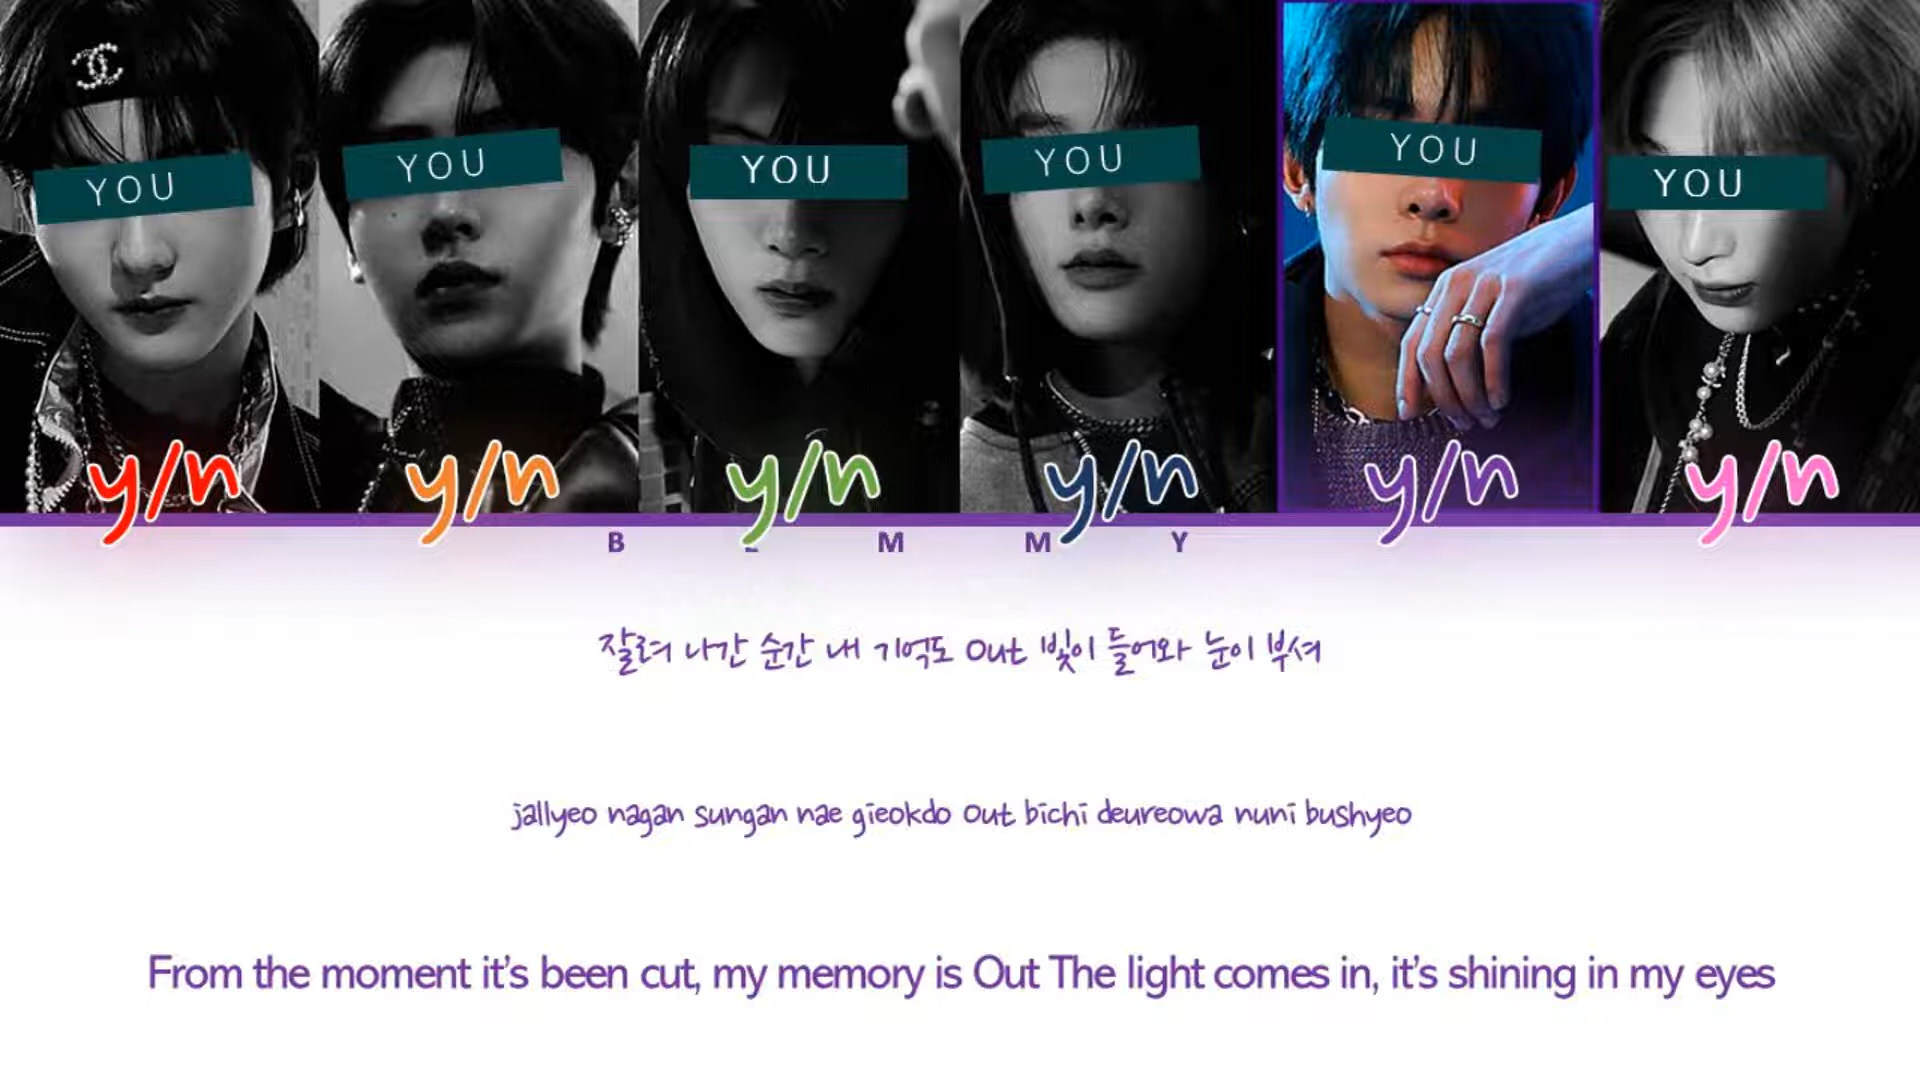 YOU YOU YOU YOU YOU YOU
y/n y/n y/n y/n y/n y/n
B M M Y
잘려 나간 순간 내 기억도 Out 빛이 들어와 눈이 부셔
jallyeo nagan sungan nae gieokdo Out bichi deureowa nuni bushyeo
From the moment it's been cut, my memory is Out The light comes in, it's shining in my eyes